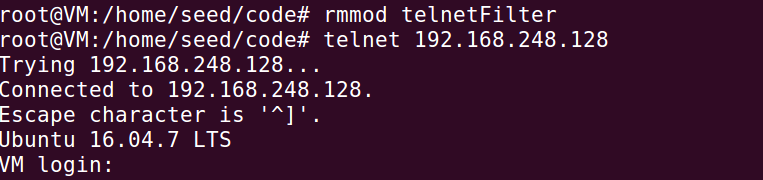 root@VM:/home/seed/code# rmmod telnetFilter
root@VM:/home/seed/code# telnet 192.168.248.128
Trying 192.168.248.128...
Connected to 192.168.248.128.
Escape character is '^]'.
Ubuntu 16.04.7 LTS
VM login: